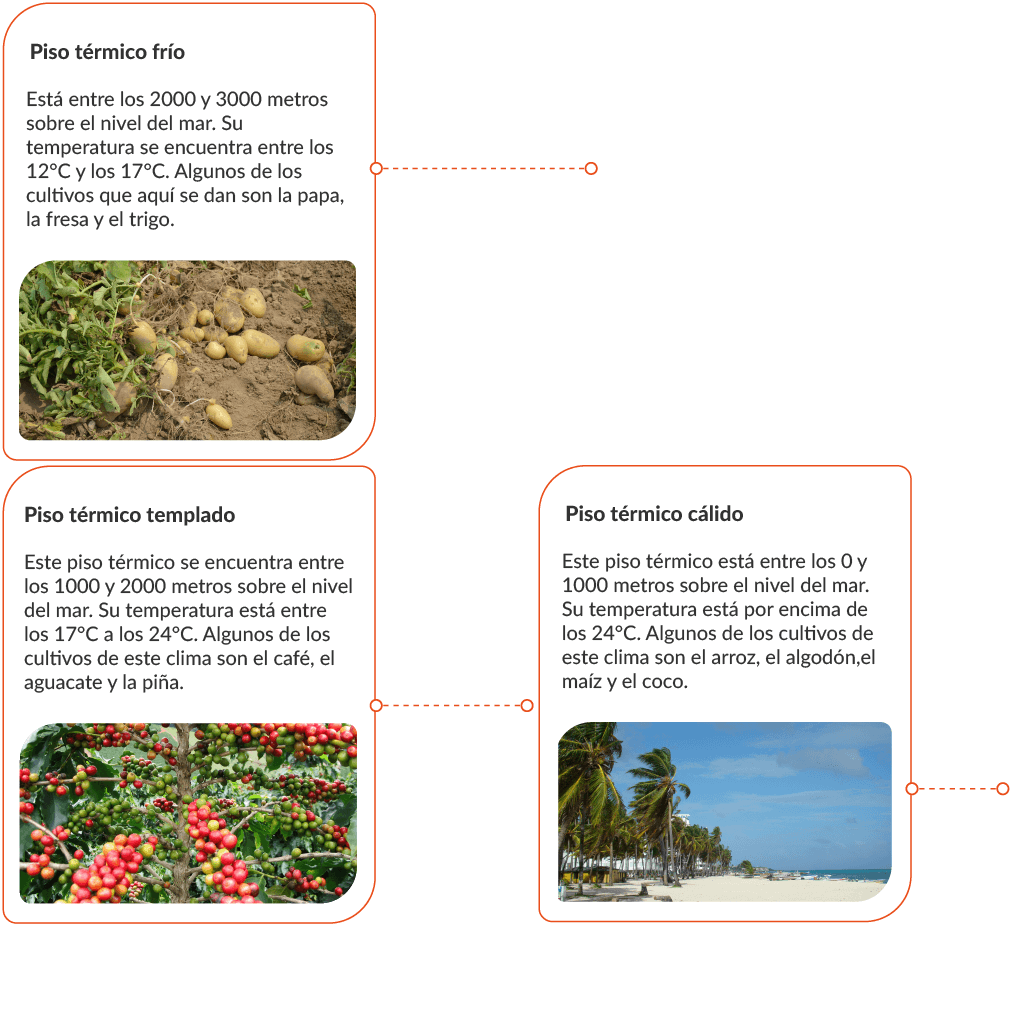 Piso térmico frío
Está entre los 2000 y 3000 metros
sobre el nivel del mar. Su
temperatura se encuentra entre los
12°C y los 17°C. Algunos de los
cultivos que aquí se dan son la papa,
la fresa y el trigo.
Piso térmico templado
Este piso térmico se encuentra entre
los 1000 y 2000 metros sobre el nivel
del mar. Su temperatura está entre
los 17°C a los 24°C. Algunos de los
cultivos de este clima son el café, el
aguacate y la piña.
Piso térmico cálido
Este piso térmico está entre los 0 y
1000 metros sobre el nivel del mar.
Su temperatura está por encima de
los 24°C. Algunos de los cultivos de
este clima son el arroz, el algodón,el
maíz y el coco.